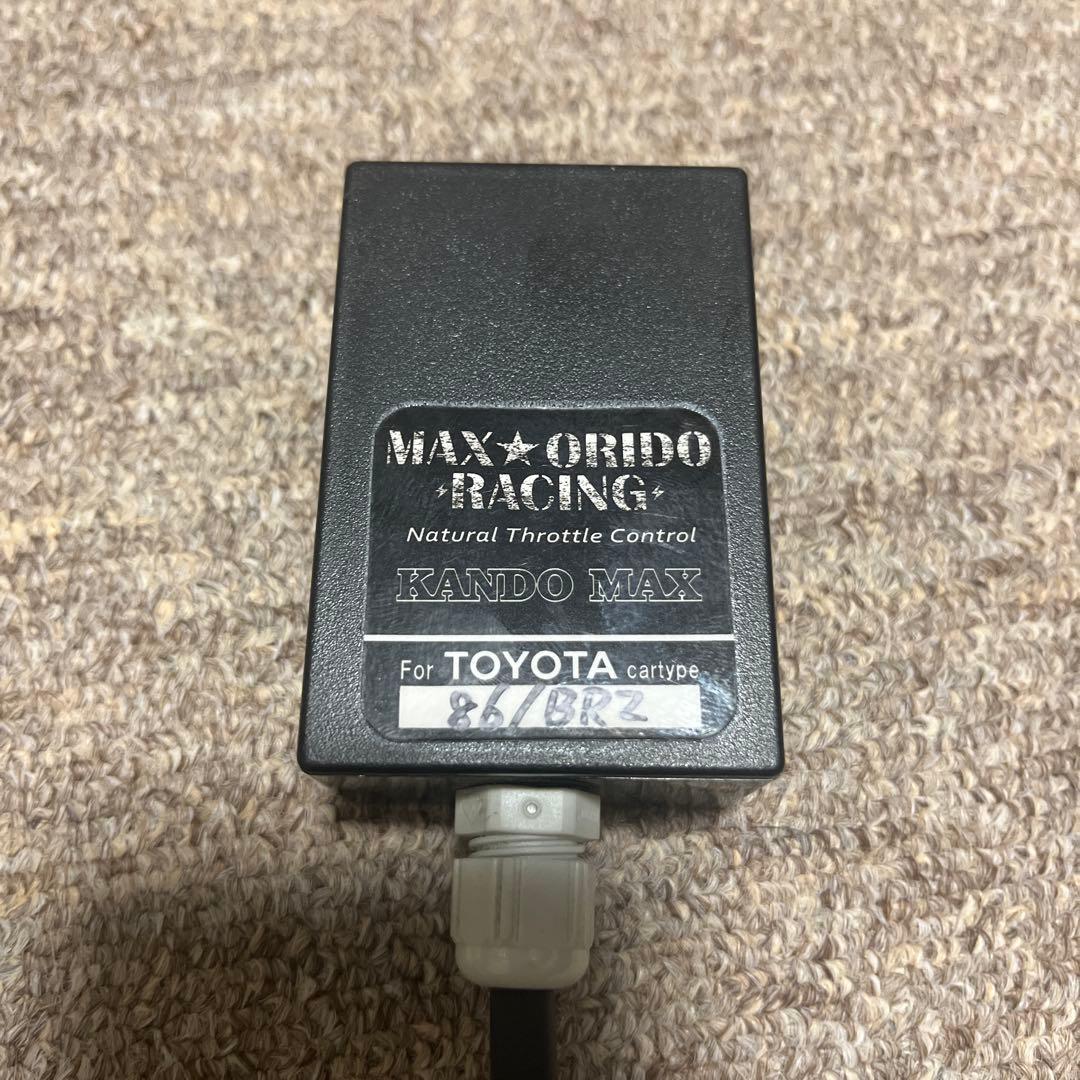 MAX★ORIDO
RACING
Natural Throttle Control
KANDO MAX
For TOYOTA cartype
86/BRZ